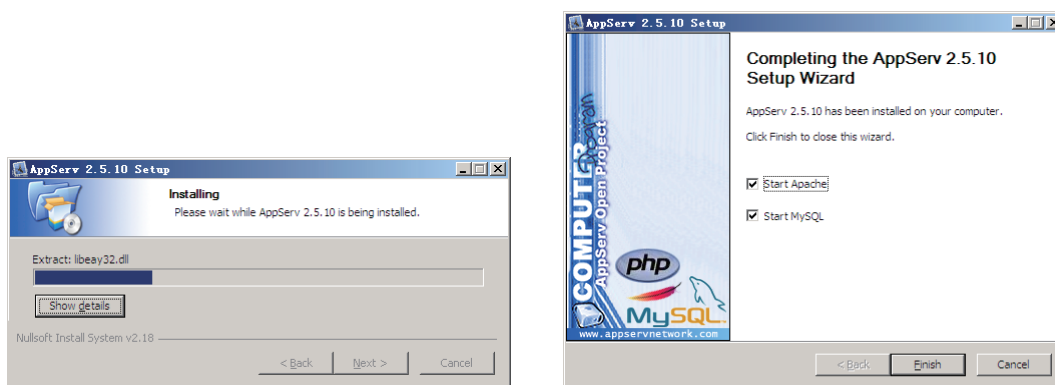 AppServ 2.5.10 Setup
Installing
Please wait while AppServ 2.5.10 is being installed.
Extract: libeay32.dll
Show details
Nullsoft Install System v2.18
< Back
Next >
Cancel
AppServ 2.5.10 Setup
COMPUTER
Program
AppServ Open Project
php
MySQL
www.appservnetwork.com
Completing the AppServ 2.5.10
Setup Wizard
AppServ 2.5.10 has been installed on your computer.
Click Finish to close this wizard.
Start Apache
Start MySQL
< Back
Finish
Cancel